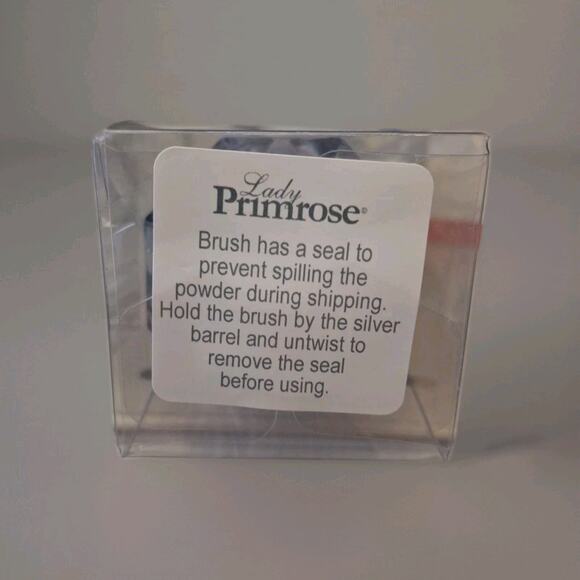 Lady
Primrose©
Brush has a seal to
prevent spilling the
powder during shipping.
Hold the brush by the silver
barrel and untwist to
remove the seal
before using.